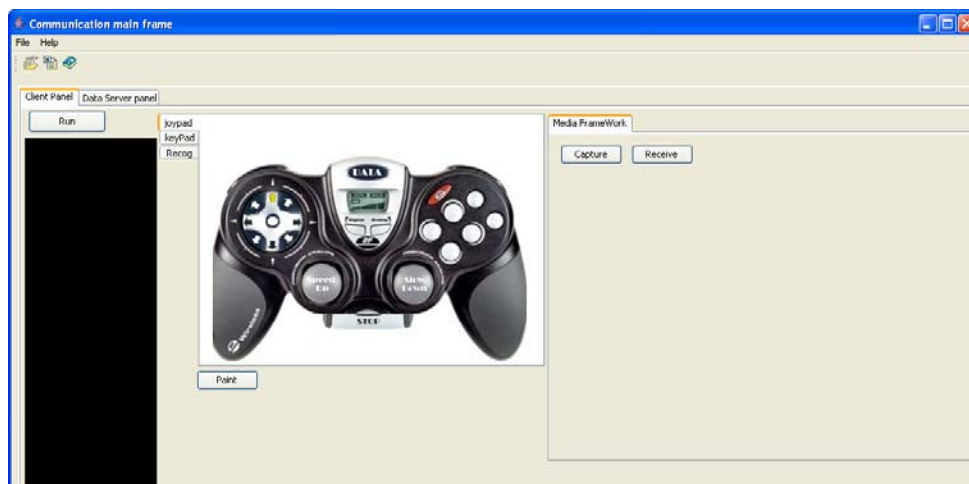 Communication main frame
File Help
Client Panel Data Server panel
Run
joypad
keyPad
Recog
Media FrameWork
Capture Receive
DATA
Speed
Up
Slow
Down
STOP
Wireless
Paint